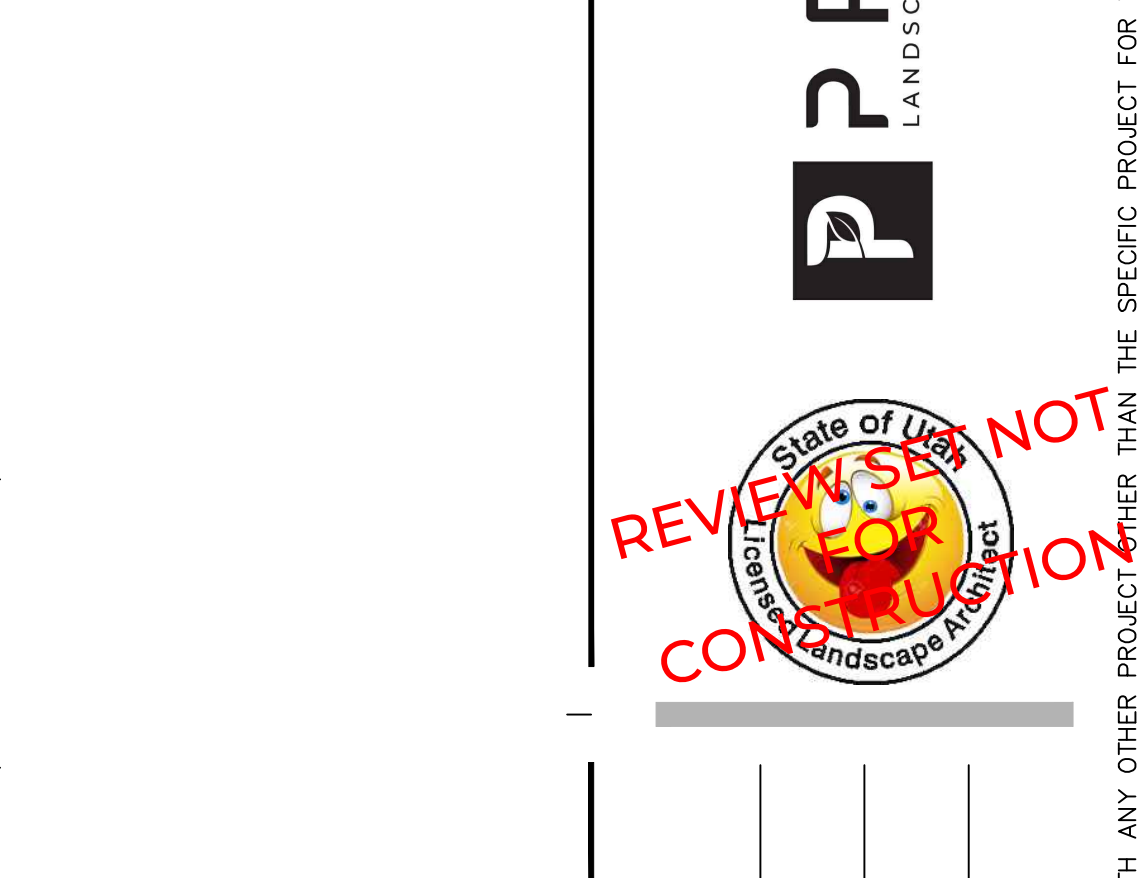 P
LANDSC
P
State of Utah
Licensed Landscape Architect
REVIEW SET NOT
FOR
CONSTRUCTION
ANY OTHER PROJECT OTHER THAN THE SPECIFIC PROJECT FOR